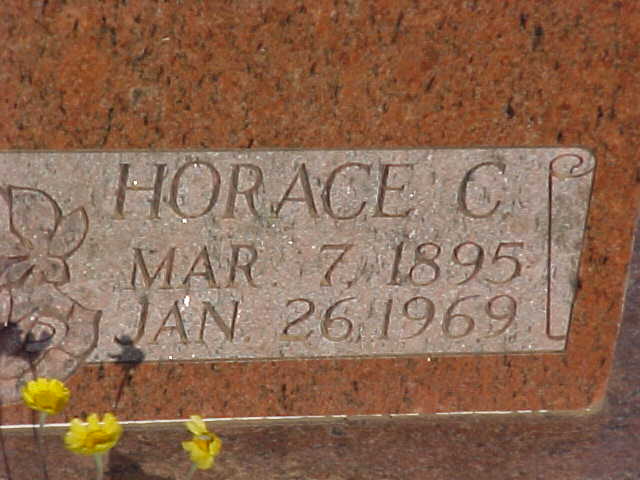 HORACE C
MAR. 7, 1895
JAN. 26, 1969